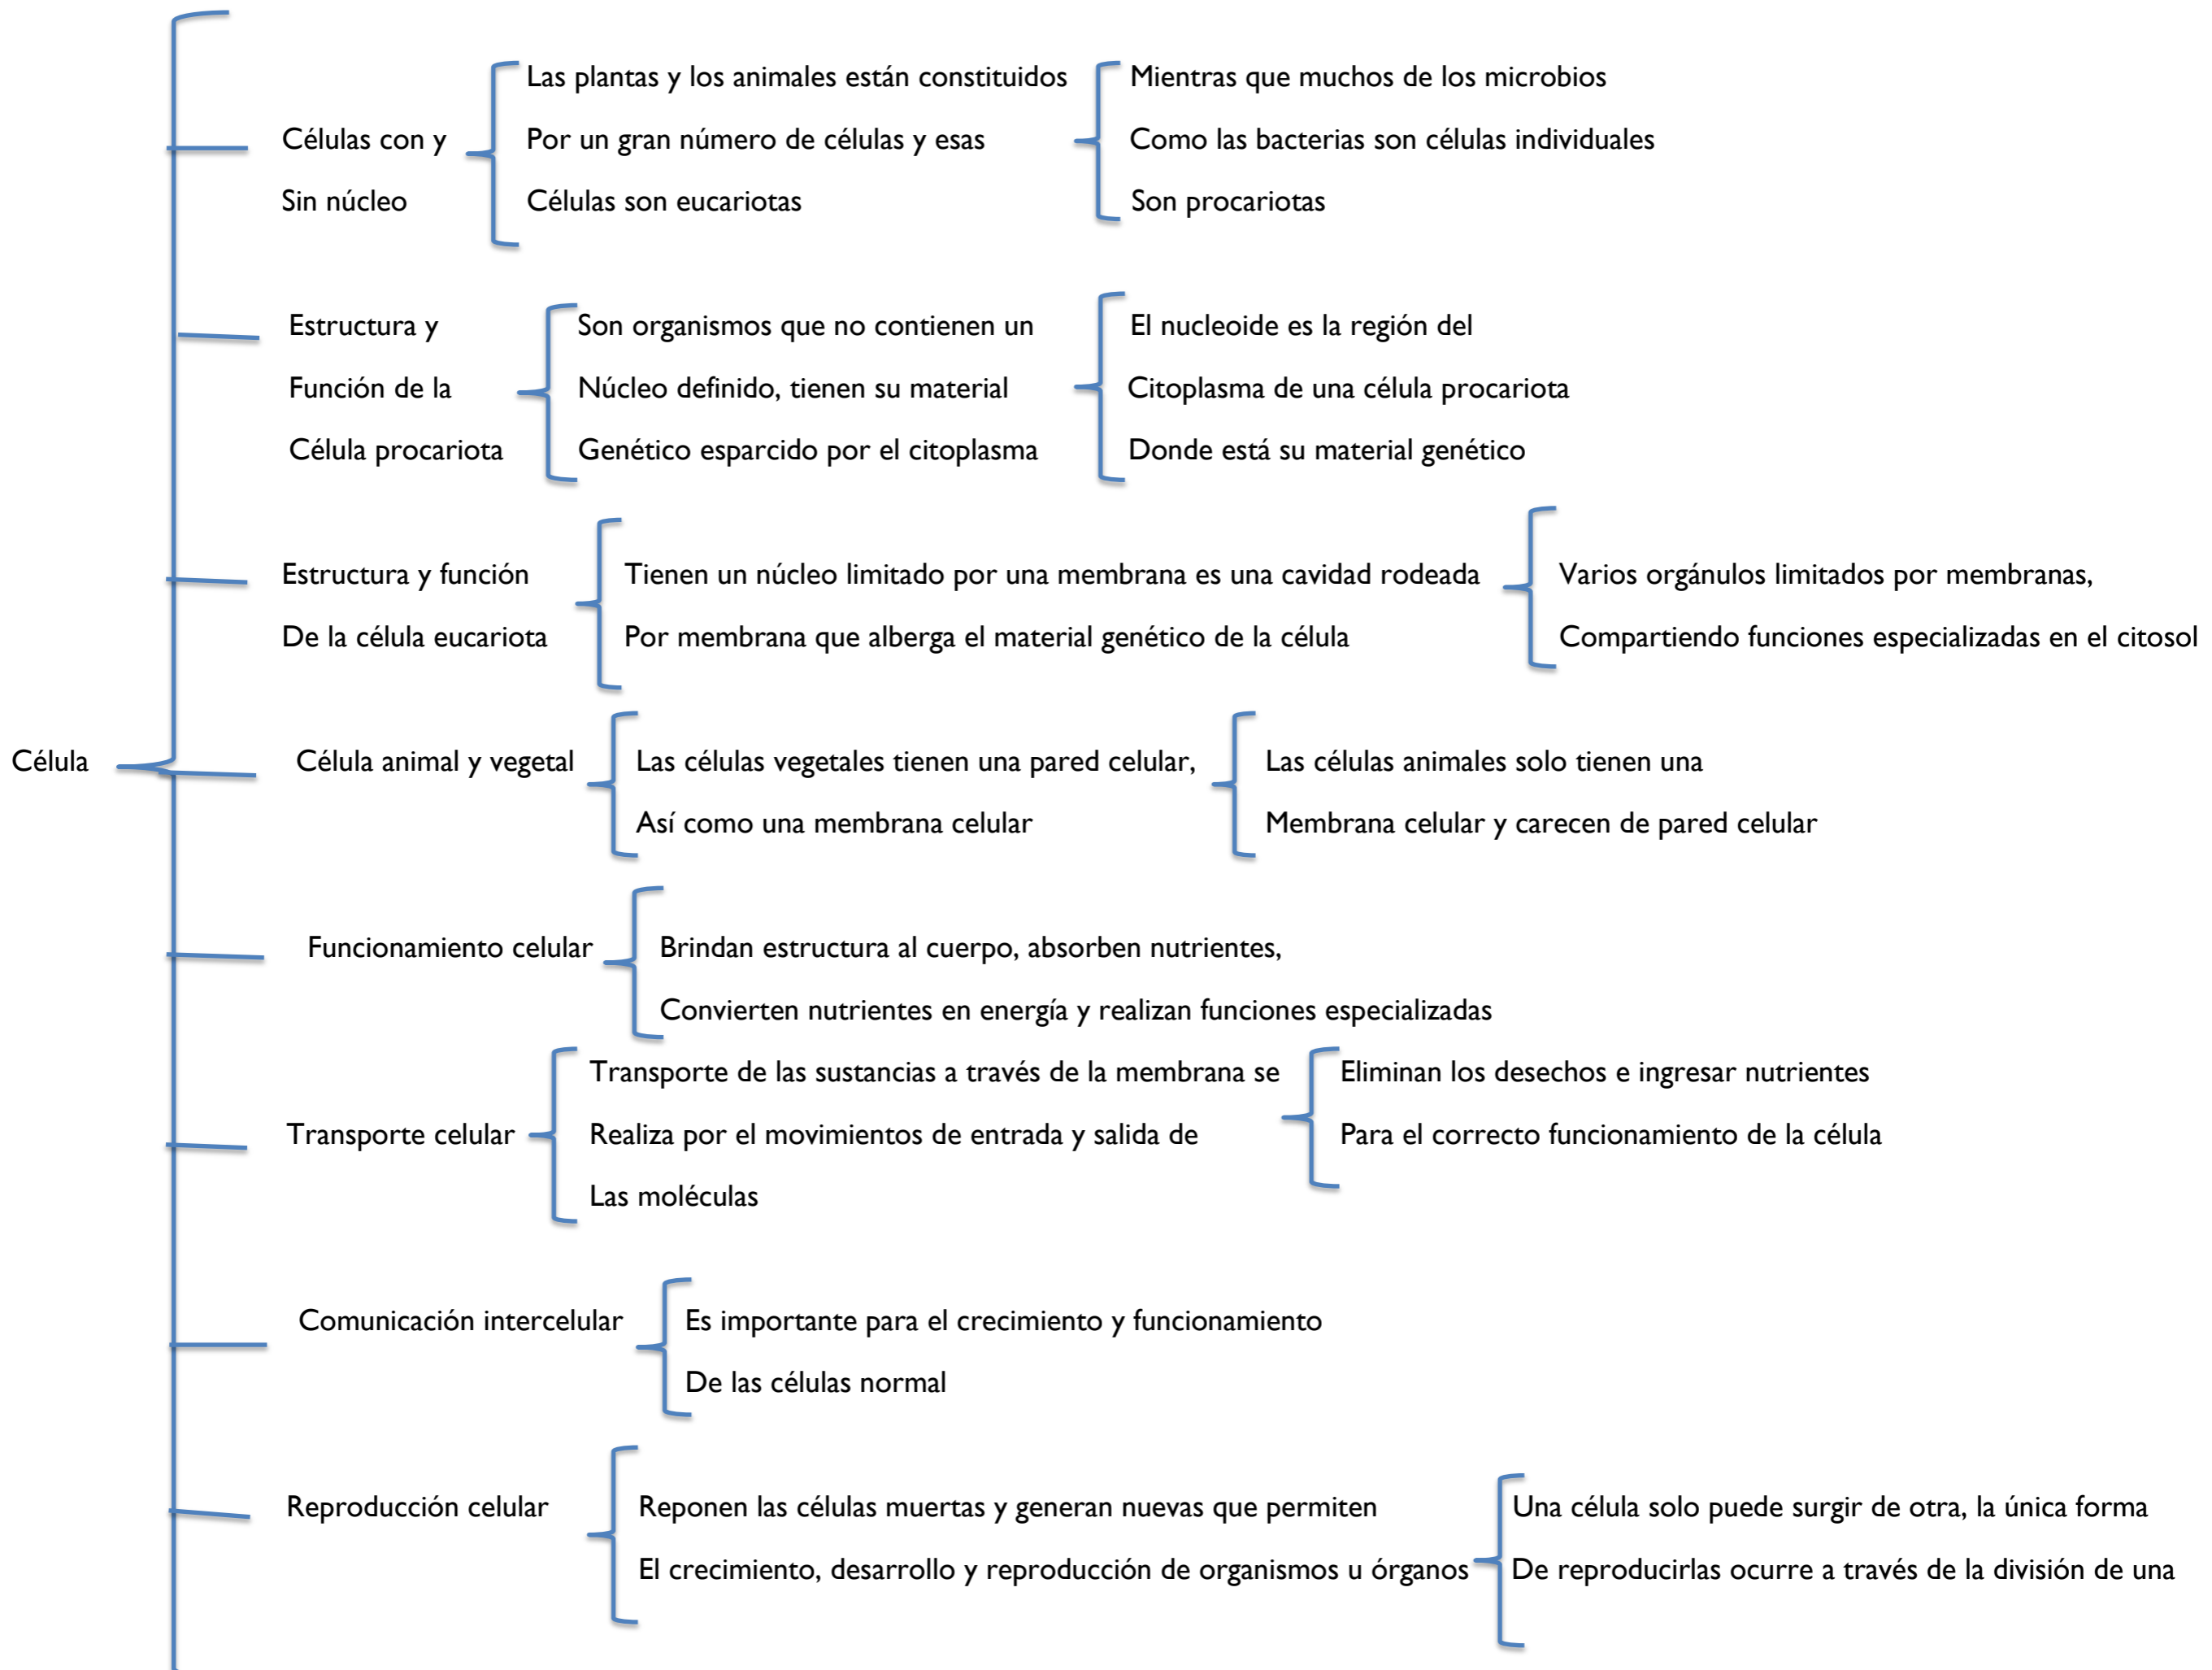 Célula
Células con y
Sin núcleo
Las plantas y los animales están constituidos
Por un gran número de células y esas
Células son eucariotas
Mientras que muchos de los microbios
Como las bacterias son células individuales
Son procariotas
Estructura y
Función de la
Célula procariota
Son organismos que no contienen un
Núcleo definido, tienen su material
Genético esparcido por el citoplasma
El nucleoide es la región del
Citoplasma de una célula procariota
Donde está su material genético
Estructura y función
De la célula eucariota
Tienen un núcleo limitado por una membrana es una cavidad rodeada
Por membrana que alberga el material genético de la célula
Varios orgánulos limitados por membranas,
Compartiendo funciones especializadas en el citosol
Célula animal y vegetal
Las células vegetales tienen una pared celular,
Así como una membrana celular
Las células animales solo tienen una
Membrana celular y carecen de pared celular
Funcionamiento celular
Brindan estructura al cuerpo, absorben nutrientes,
Convierten nutrientes en energía y realizan funciones especializadas
Transporte celular
Transporte de las sustancias a través de la membrana se
Realiza por el movimientos de entrada y salida de
Las moléculas
Eliminan los desechos e ingresar nutrientes
Para el correcto funcionamiento de la célula
Comunicación intercelular
Es importante para el crecimiento y funcionamiento
De las células normal
Reproducción celular
Reponen las células muertas y generan nuevas que permiten
El crecimiento, desarrollo y reproducción de organismos u órganos
Una célula solo puede surgir de otra, la única forma
De reproducirlas ocurre a través de la división de una